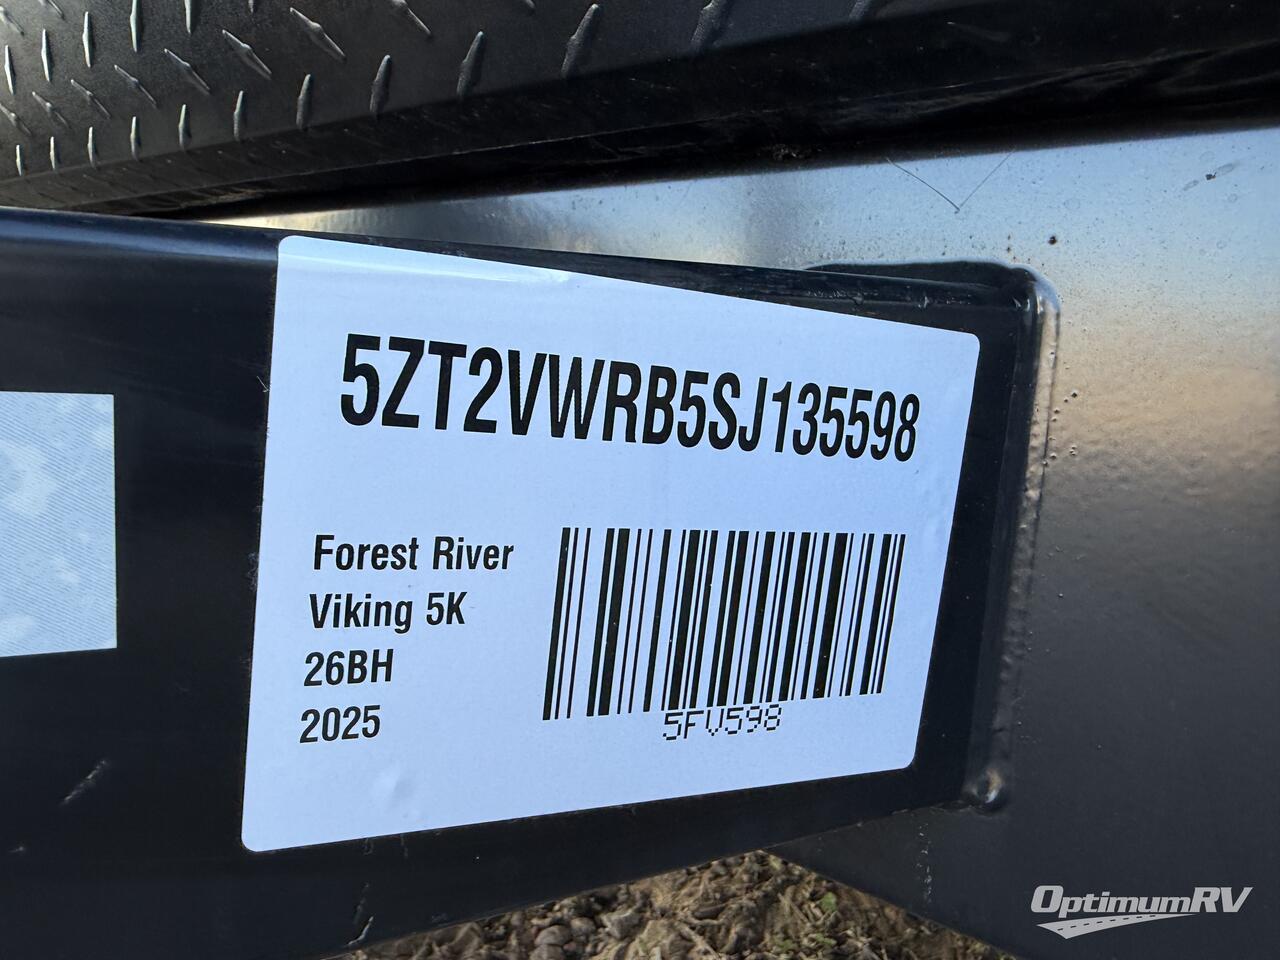 5ZT2VWRB5SJ135598
Forest River
Viking 5K
26BH
2025
5FV598
OptimumRV